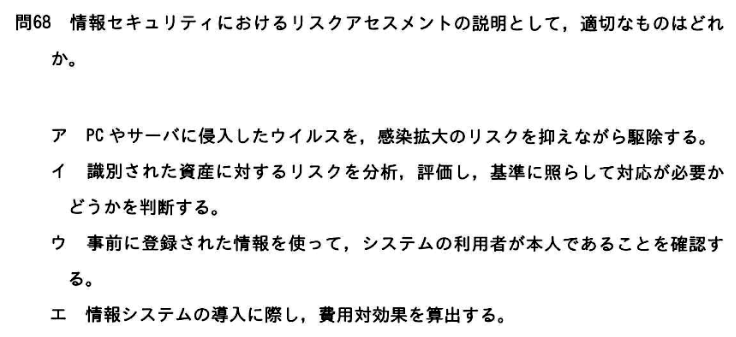 問68 情報セキュリティにおけるリスクアセスメントの説明として，適切なものはどれ
か。
ア PCやサーバに侵入したウイルスを，感染拡大のリスクを抑えながら駆除する。
イ 識別された資産に対するリスクを分析，評価し，基準に照らして対応が必要か
どうかを判断する。
ウ 事前に登録された情報を使って，システムの利用者が本人であることを確認す
る。
エ 情報システムの導入に際し，費用対効果を算出する。